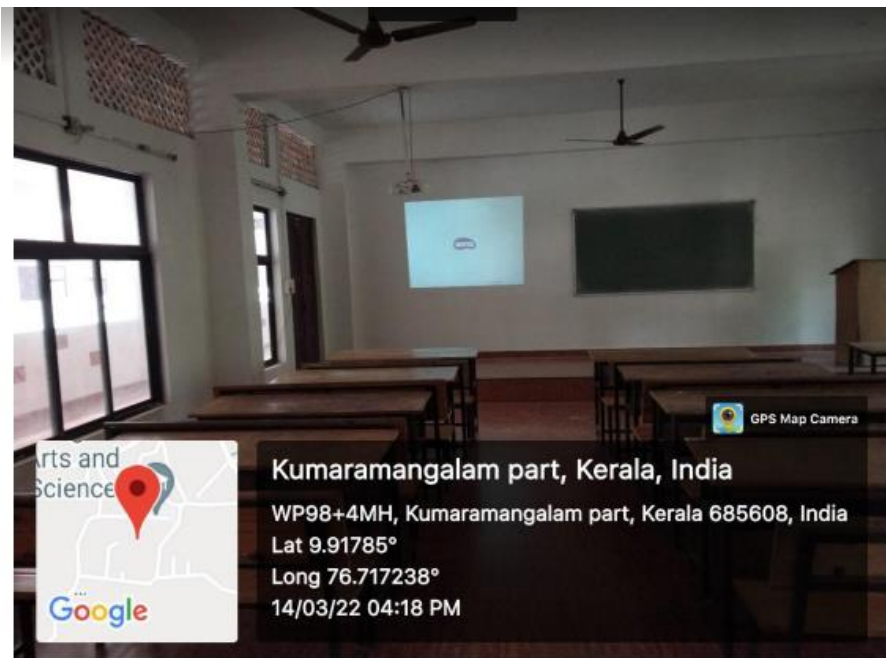 GPS Map Camera
Arts and
Science
Google
Kumaramangalam part, Kerala, India
WP98+4MH, Kumaramangalam part, Kerala 685608, India
Lat 9.91785°
Long 76.717238°
14/03/22 04:18 PM